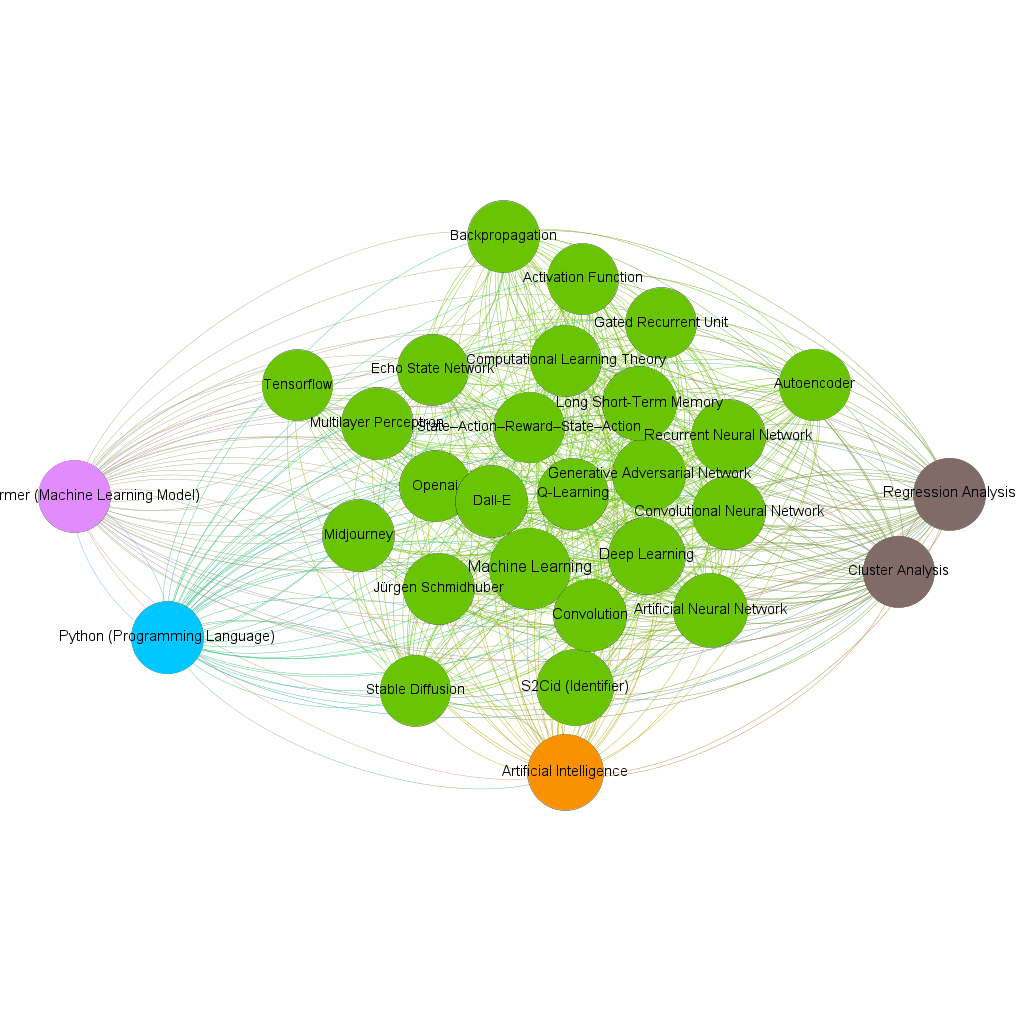 Backpropagation
Activation Function
Gated Recurrent Unit
Computational Learning Theory
Echo State Network
Tensorflow
Autoencoder
Long Short-Term Memory
Multilayer Perceptron
State–Action–Reward–State–Action
Recurrent Neural Network
Generative Adversarial Network
Openai
Dall-E
Q-Learning
Regression Analysis
rmer (Machine Learning Model)
Convolutional Neural Network
Midjourney
Deep Learning
Machine Learning
Cluster Analysis
Jürgen Schmidhuber
Convolution
Artificial Neural Network
Python (Programming Language)
Stable Diffusion
S2Cid (Identifier)
Artificial Intelligence